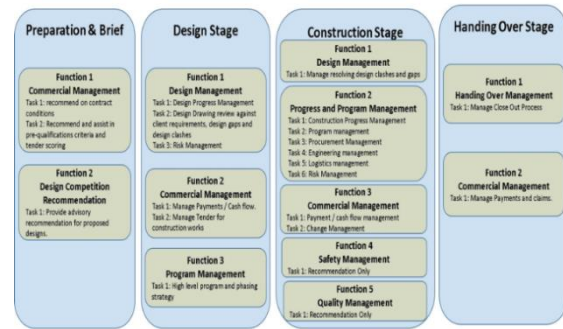 Preparation & Brief
Function 1
Commercial Management
Task 1: recommend on contract
conditions
Task 2: Recommend and assist in
pre-qualifications criteria and
tender scoring
Function 2
Design Competition
Recommendation
Task 1: Provide advisory
recommendation for proposed
designs.
Design Stage
Function 1
Design Management
Task 1: Design Progress Management
Task 2: Design Drawing review against
client requirements, design gaps and
design clashes
Task 3: Risk Management
Function 2
Commercial Management
Task 1: Manage Payments / Cash flow.
Task 2: Manage Tender for
construction works
Function 3
Program Management
Task 1: High level program and phasing
strategy
Construction Stage
Function 1
Design Management
Task 1: Manage resolving design clashes and gaps
Function 2
Progress and Program Management
Task 1: Construction Progress Management
Task 2: Program management
Task 3: Procurement Management
Task 4: Engineering management
Task 5: Logistics management
Task 6: Risk Management
Function 3
Commercial Management
Task 1: Payment / cash flow management
Task 2: Change Management
Function 4
Safety Management
Task 1: Recommendation Only
Function 5
Quality Management
Task 1: Recommendation Only
Handing Over Stage
Function 1
Handing Over Management
Task 1: Manage Close Out Process
Function 2
Commercial Management
Task 1: Manage Payments and claims.